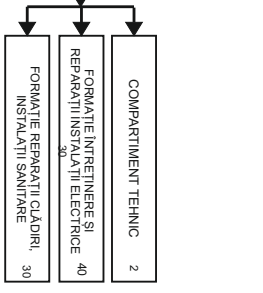 FORMAȚIE REPARAȚII CLĂDIRI,
INSTALAȚII SANITARE
30
FORMAȚIE ÎNTREȚINERE ȘI
REPARAȚII INSTALAȚII ELECTRICE
30
40
COMPARTIMENT TEHNIC
2